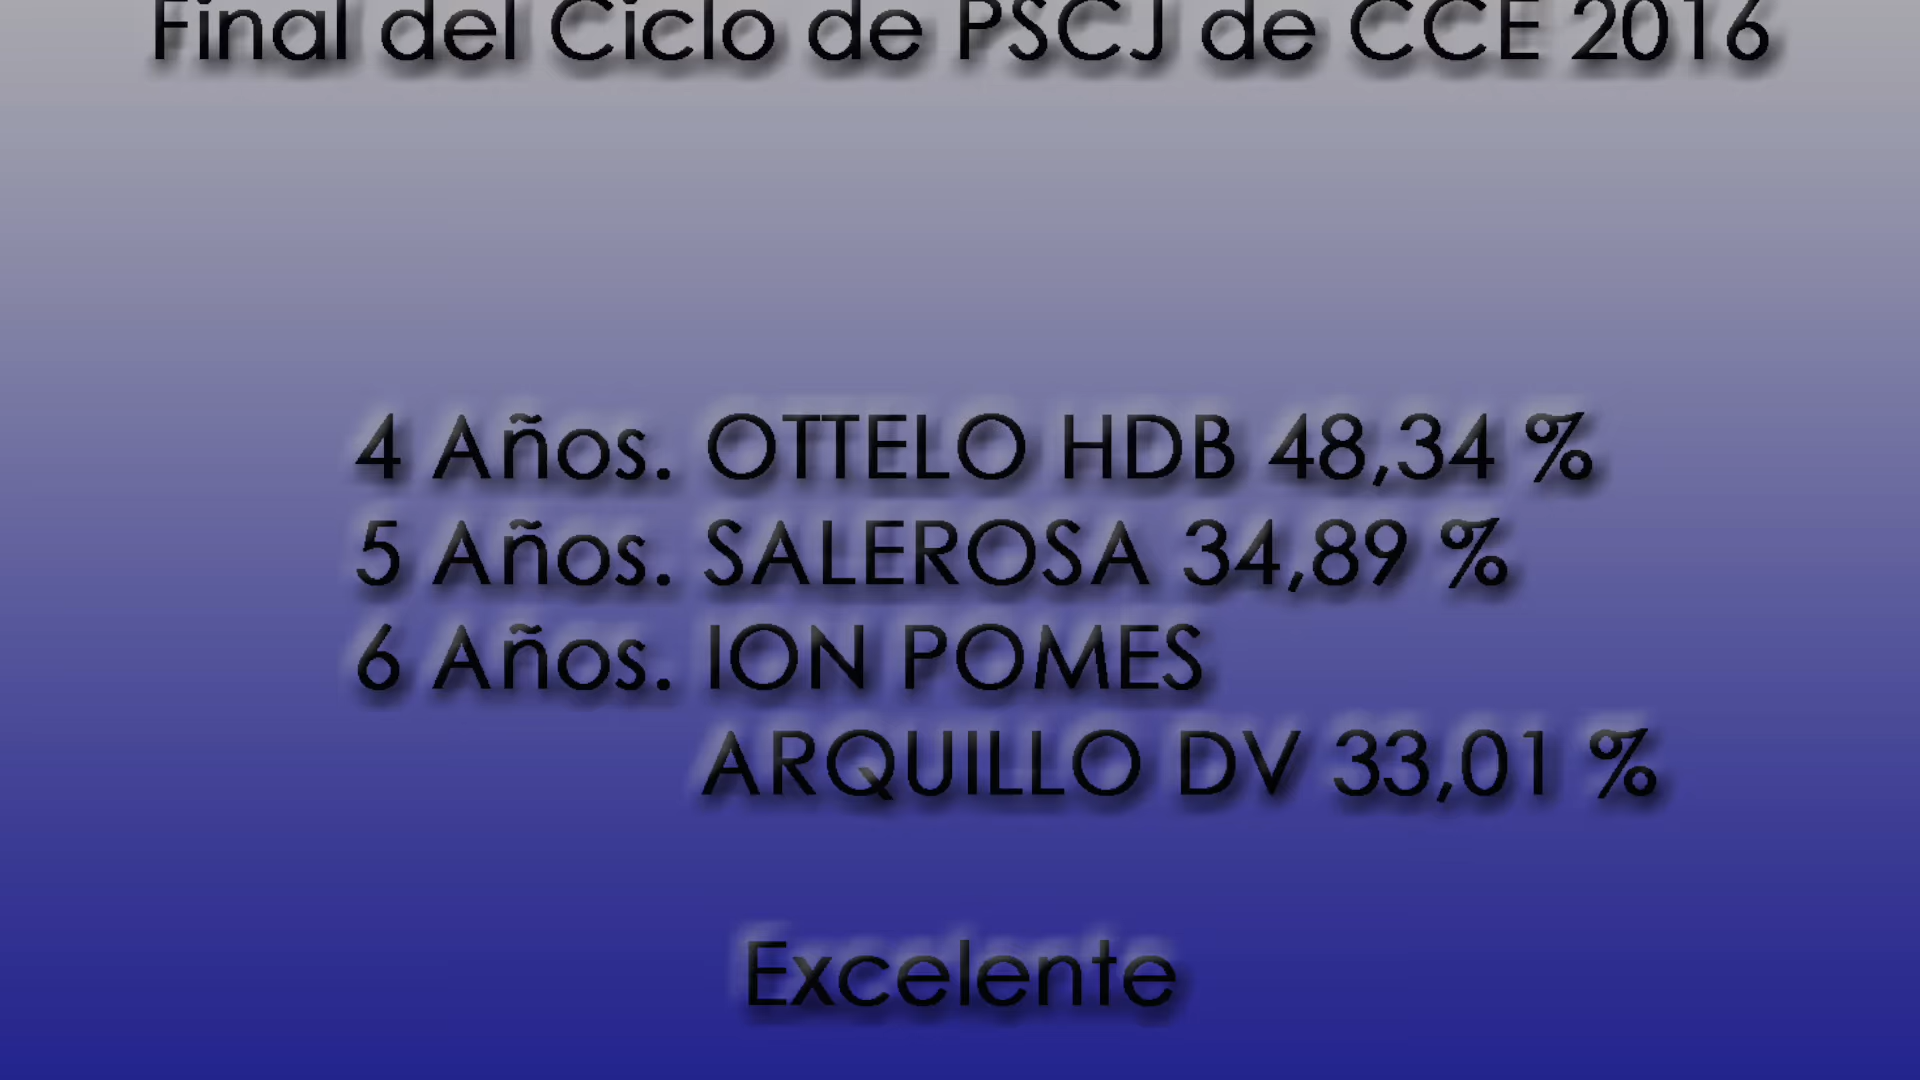 Final del Ciclo de PSCJ de CCE 2016
4 Años. OTTELO HDB 48,34 %
5 Años. SALEROSA 34,89 %
6 Años. ION POMES
ARQUILLO DV 33,01 %
Excelente